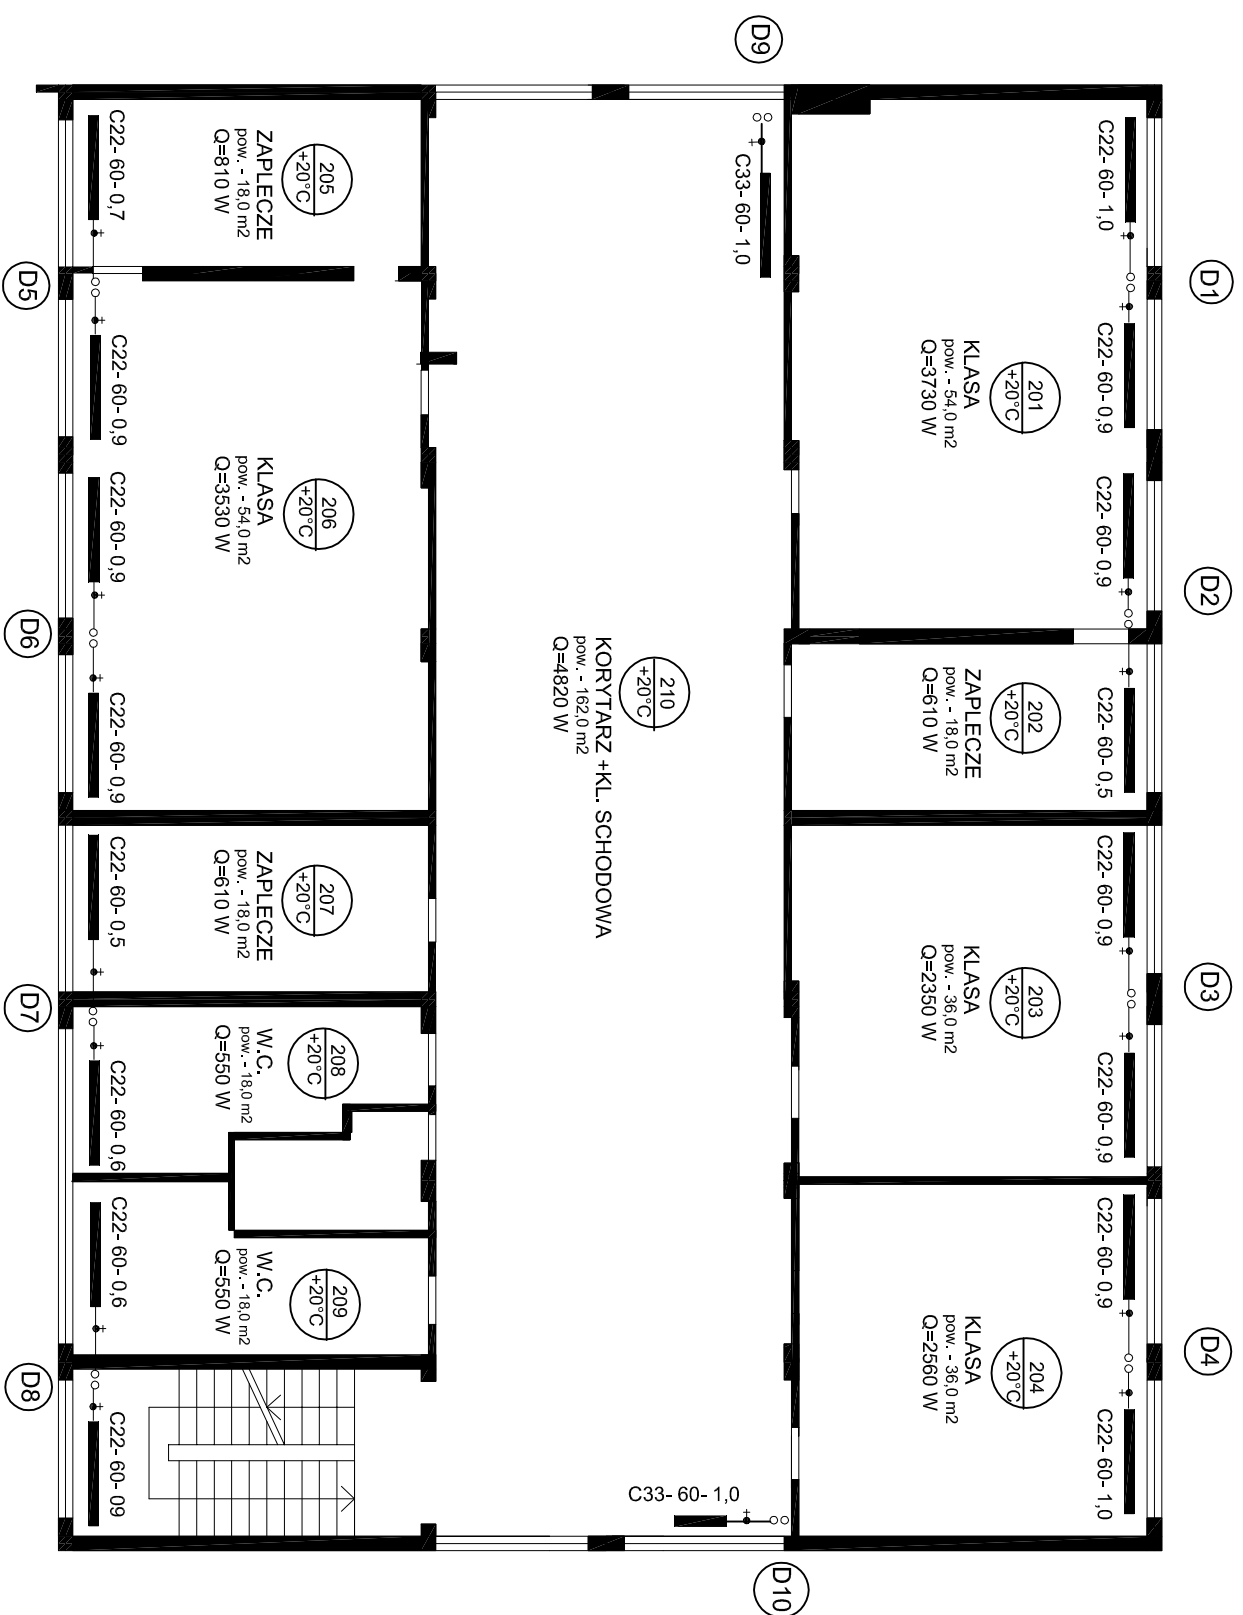 D1
D2
D3
D4
C22- 60- 1,0
C22- 60- 0,9
C22- 60- 0,9
C22- 60- 0,5
C22- 60- 0,9
C22- 60- 0,9
C22- 60- 0,9
C22- 60- 1,0
201
+20°C
KLASA
pow. - 54,0 m2
Q=3730 W
202
+20°C
ZAPLECZE
pow. - 18,0 m2
Q=610 W
203
+20°C
KLASA
pow. - 36,0 m2
Q=2350 W
204
+20°C
KLASA
pow. - 36,0 m2
Q=2560 W
D9
C33- 60- 1,0
210
+20°C
KORYTARZ +KL. SCHODOWA
pow. - 162,0 m2
Q=4820 W
C33- 60- 1,0
D10
205
+20°C
ZAPLECZE
pow. - 18,0 m2
Q=810 W
206
+20°C
KLASA
pow. - 54,0 m2
Q=3530 W
207
+20°C
ZAPLECZE
pow. - 18,0 m2
Q=610 W
208
+20°C
W.C.
pow. - 18,0 m2
Q=550 W
209
+20°C
W.C.
pow. - 18,0 m2
Q=550 W
C22- 60- 0,7
C22- 60- 0,9
C22- 60- 0,9
C22- 60- 0,9
C22- 60- 0,5
C22- 60- 0,6
C22- 60- 0,6
C22- 60- 09
D5
D6
D7
D8